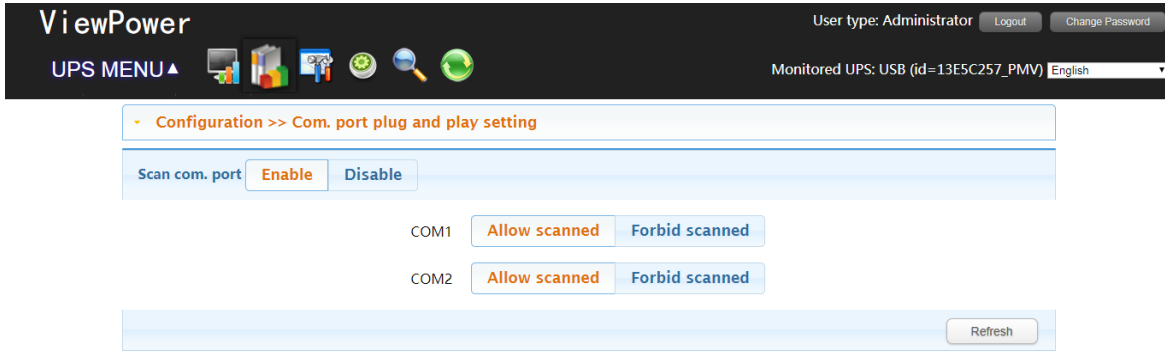 ViewPower
User type: Administrator Logout Change Password
UPS MENU▲
Monitored UPS: USB (id=13E5C257_PMV) English
Configuration >> Com. port plug and play setting
Scan com. port Enable Disable
COM1 Allow scanned Forbid scanned
COM2 Allow scanned Forbid scanned
Refresh